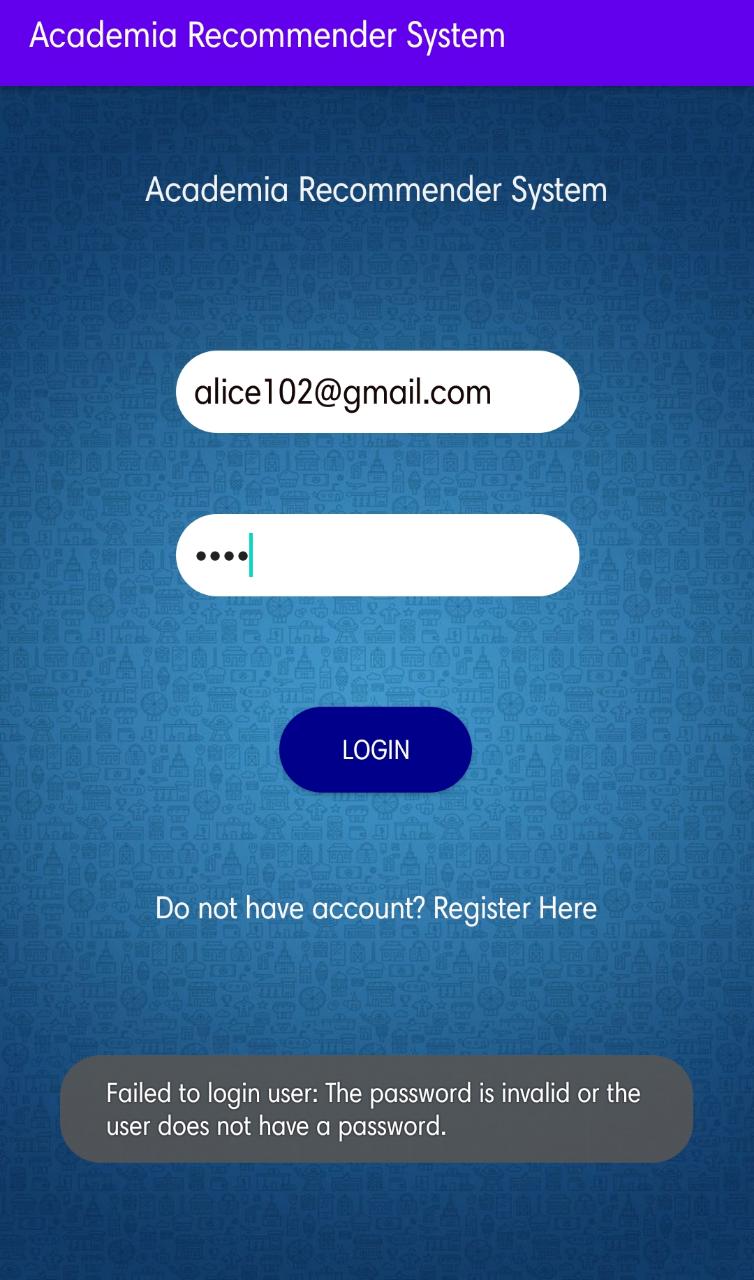 Academia Recommender System
Academia Recommender System
alice102@gmail.com
••••
LOGIN
Do not have account? Register Here
Failed to login user: The password is invalid or the
user does not have a password.